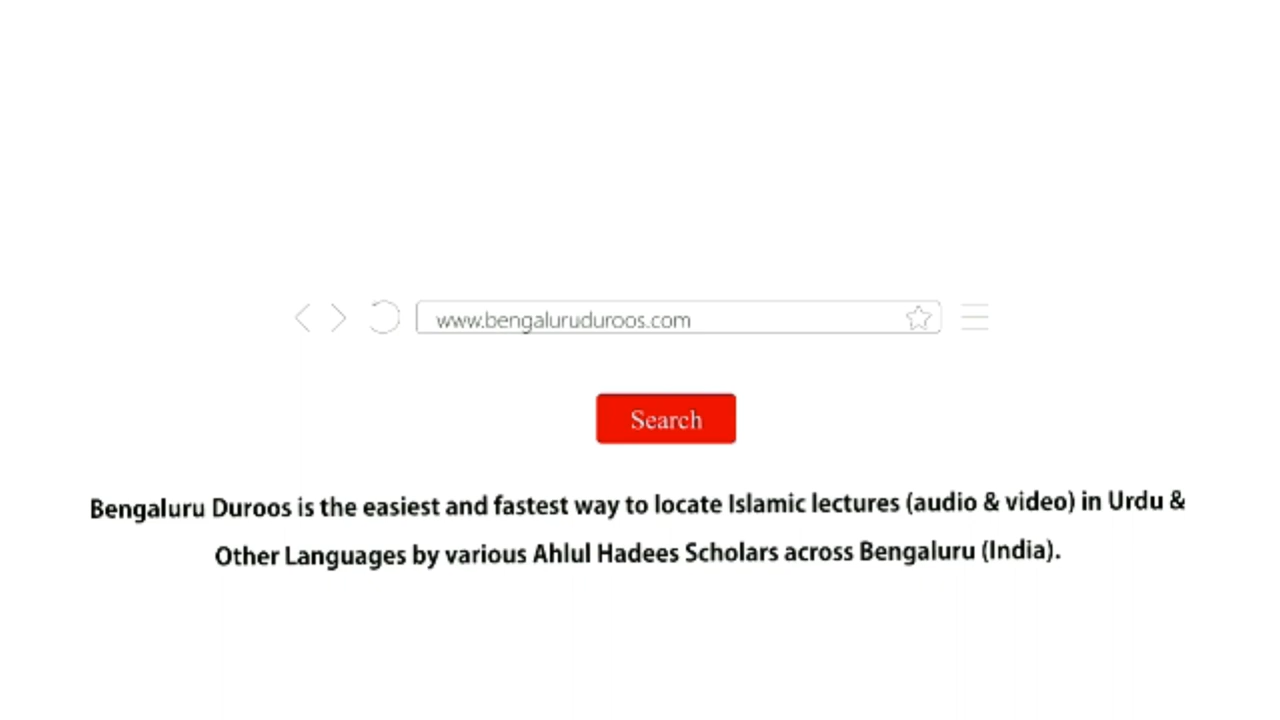 www.bengaluruduroos.com
Search
Bengaluru Duroos is the easiest and fastest way to locate Islamic lectures (audio & video) in Urdu &
Other Languages by various Ahlul Hadees Scholars across Bengaluru (India).